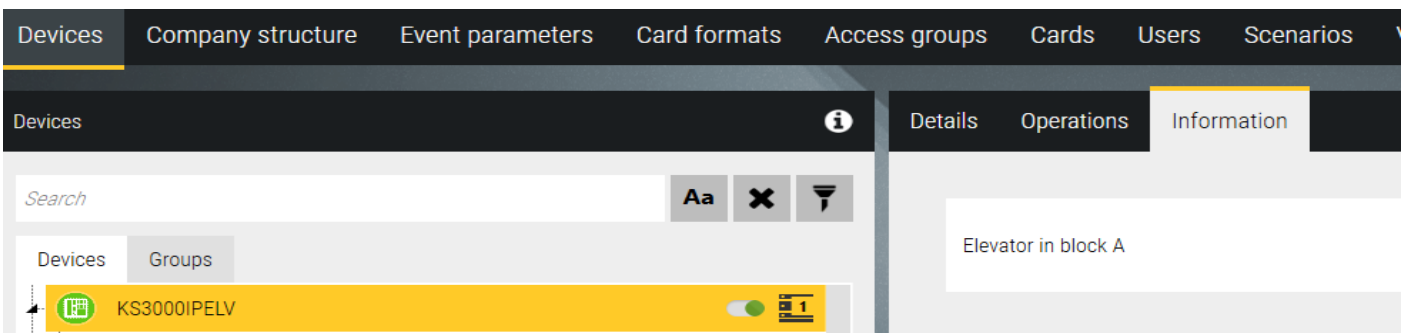 Devices Company structure Event parameters Card formats Access groups Cards Users Scenarios
Devices
Details Operations Information
Search
Aa
Devices Groups
Elevator in block A
KS3000IPELV
1